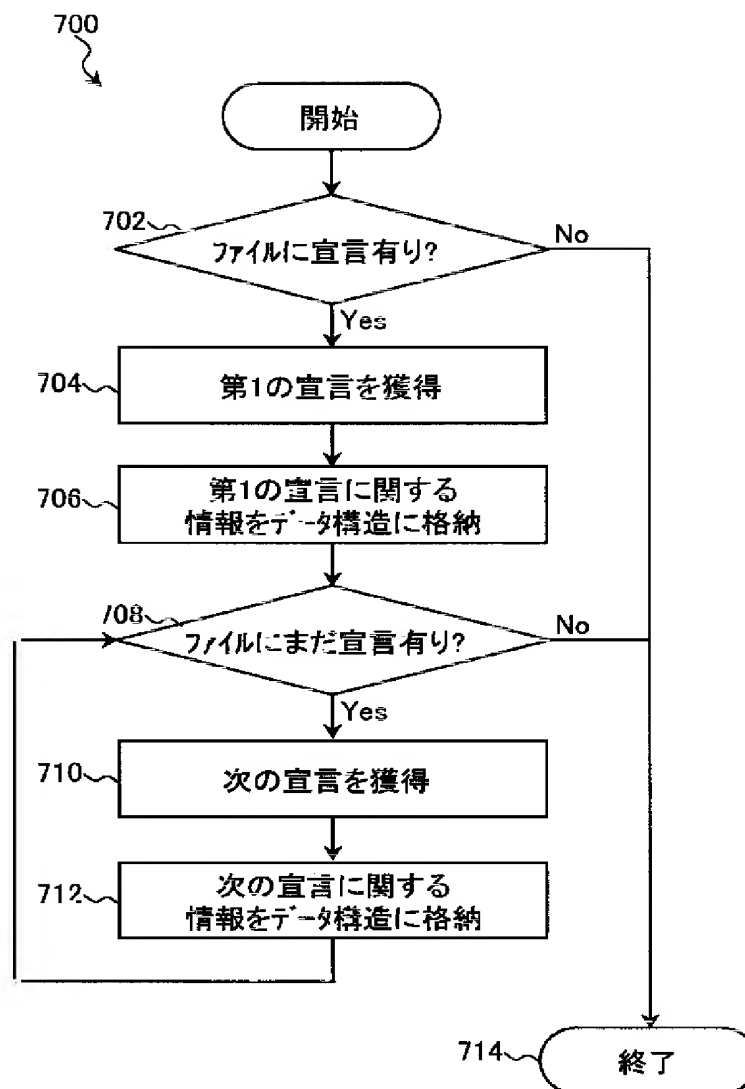 700
開始
702
ファイルに宣言有り?
No
Yes
704
第1の宣言を獲得
706
第1の宣言に関する
情報をデータ構造に格納
708
ファイルにまだ宣言有り?
No
Yes
710
次の宣言を獲得
712
次の宣言に関する
情報をデータ構造に格納
714
終了